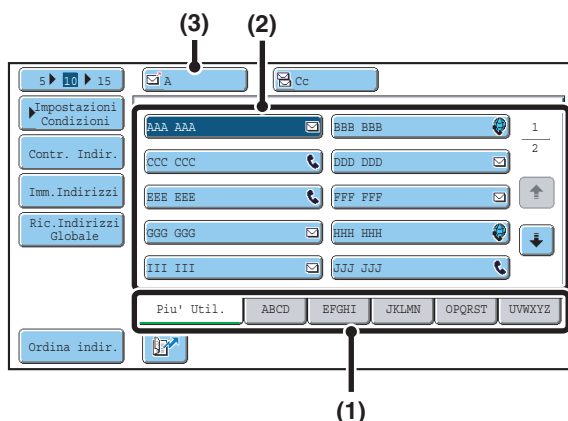 (3) (2)
5 10 15 A Cc
Impostazioni
Condizioni
Contr. Indir.
Imm.Indirizzi
Ric.Indirizzi
Globale
AAA AAA BBB BBB
CCC CCC DDD DDD
EEE EEE FFF FFF
GGG GGG HHH HHH
III III JJJ JJJ
1
2
Piu' Util. ABCD EFGHI JKLMN OPQRST UVWXYZ
Ordina indir.
(1)